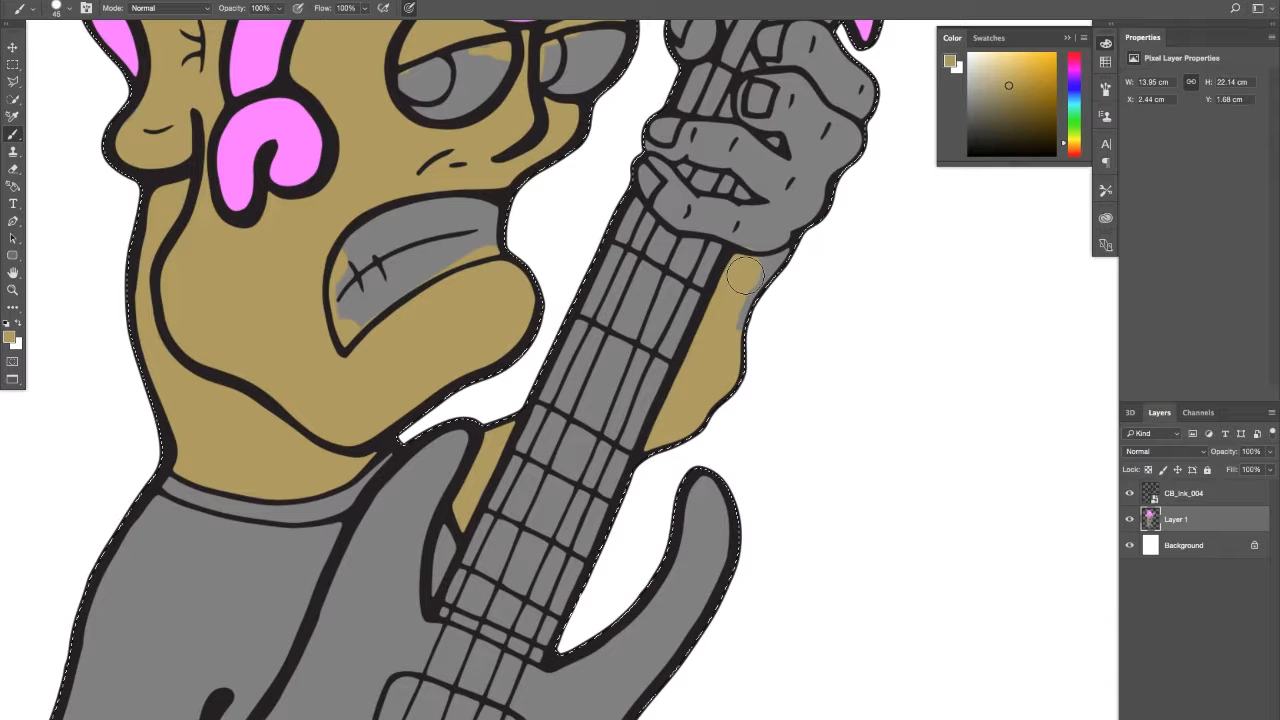 45
Mode: Normal Opacity: 100% Flow: 100%
Color Swatches
Properties
Pixel Layer Properties
W: 13.95 cm H: 22.14 cm
X: 2.44 cm Y: 1.68 cm
3D Layers Channels
Kind
Normal Opacity: 100%
Lock: Fill: 100%
CB_Ink_004
Layer 1
Background